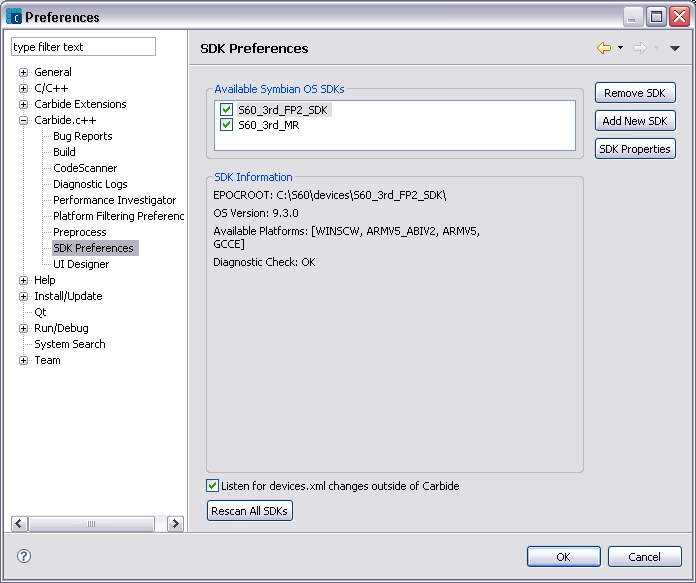 Preferences
type filter text
General
C/C++
Carbide Extensions
Carbide.c++
Bug Reports
Build
CodeScanner
Diagnostic Logs
Performance Investigator
Platform Filtering Preferenc
Preprocess
SDK Preferences
UI Designer
Help
Install/Update
Qt
Run/Debug
System Search
Team
SDK Preferences
Available Symbian OS SDKs
S60_3rd_FP2_SDK
S60_3rd_MR
Remove SDK
Add New SDK
SDK Properties
SDK Information
EPOCROOT: C:\S60\devices\S60_3rd_FP2_SDK\
OS Version: 9.3.0
Available Platforms: [WINSCW, ARMV5_ABIV2, ARMV5,
GCCE]
Diagnostic Check: OK
Listen for devices.xml changes outside of Carbide
Rescan All SDKs
OK
Cancel